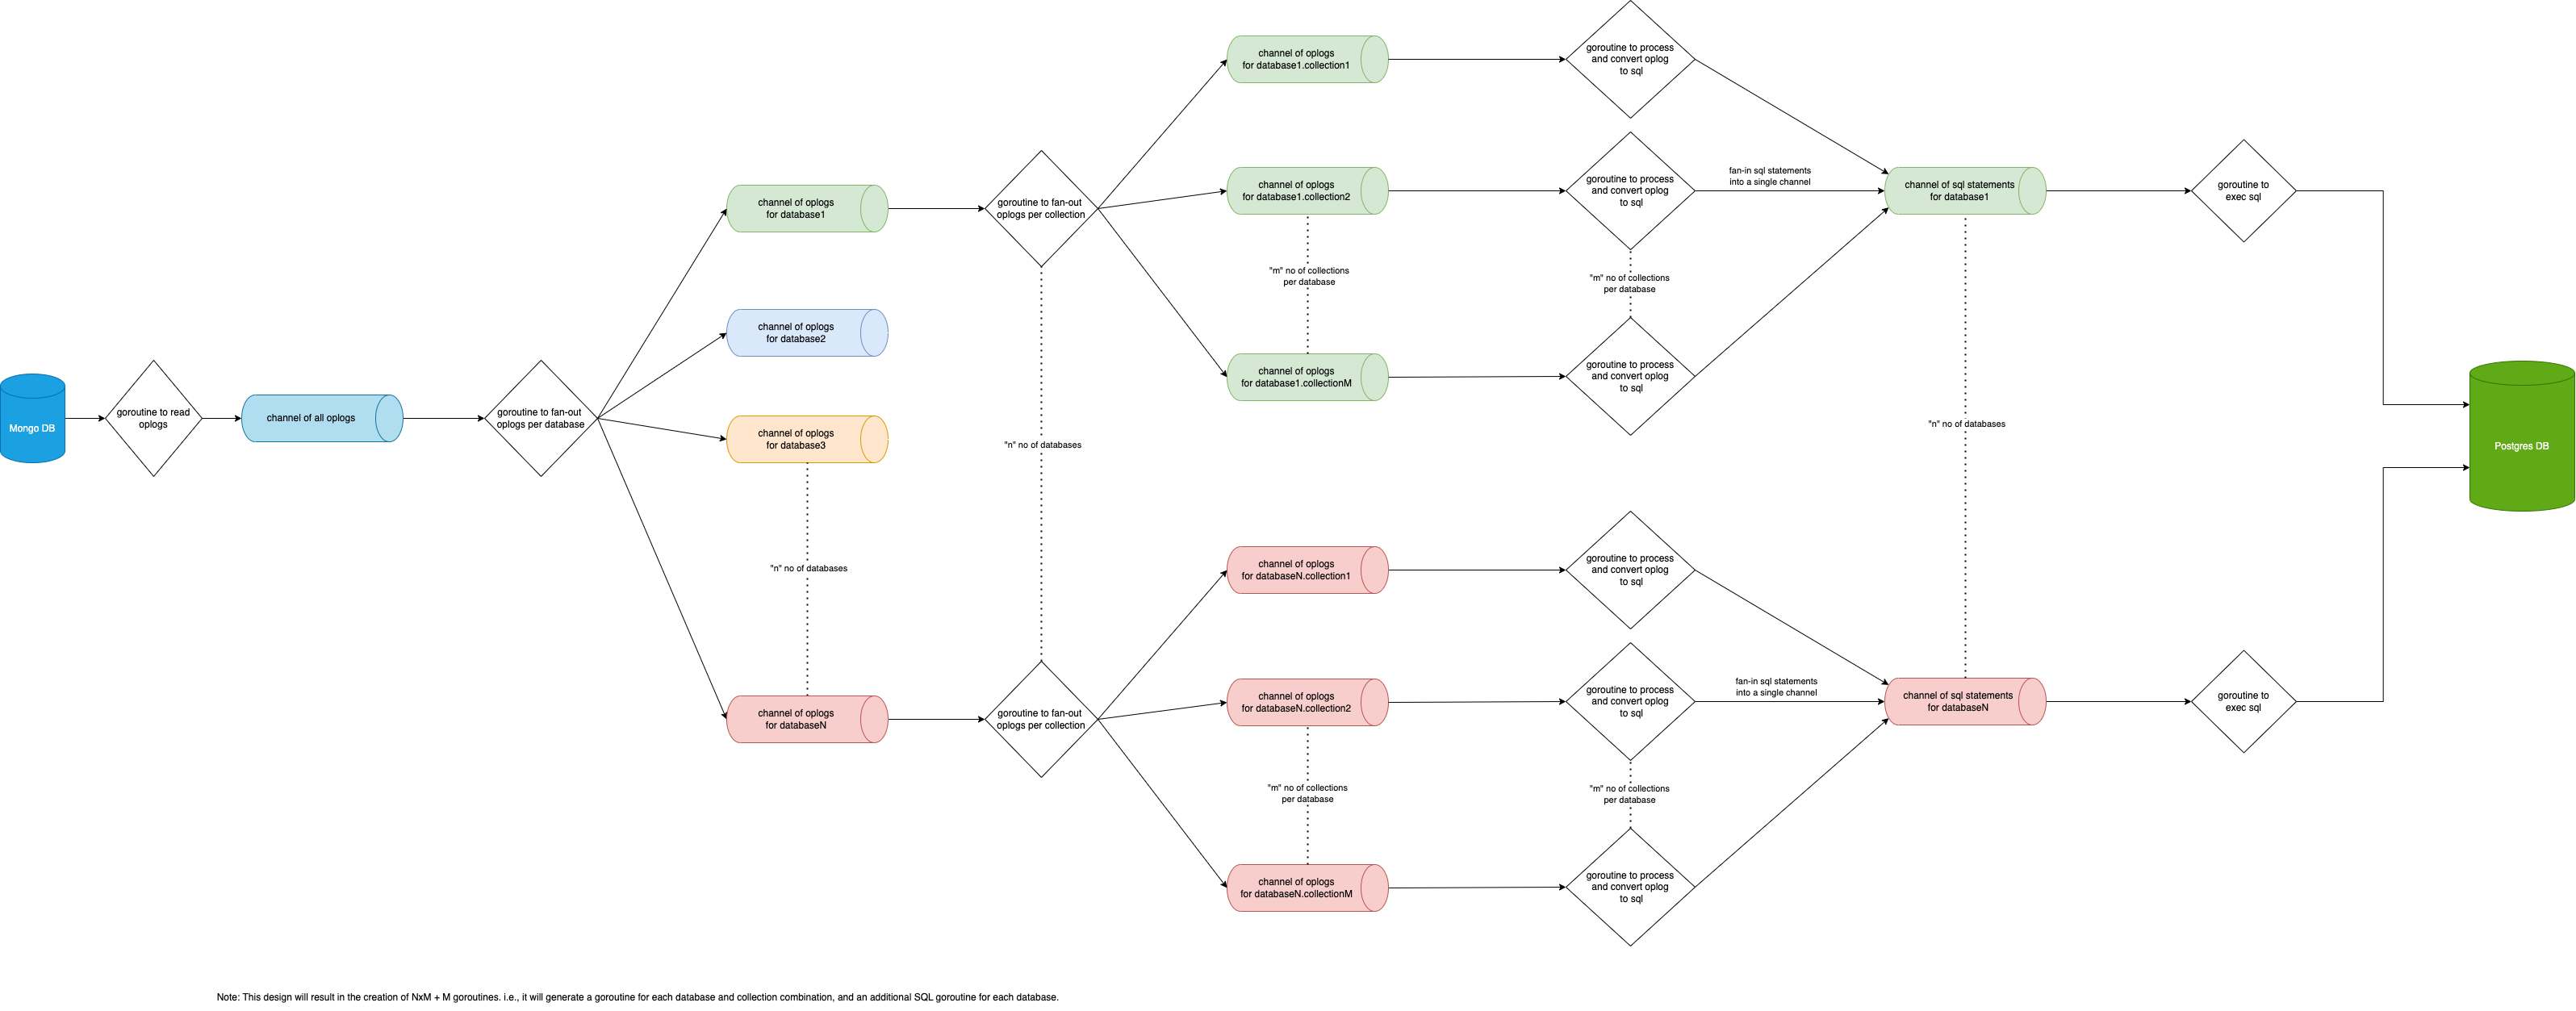 Mongo DB
goroutine to read
oplogs
channel of all oplogs
goroutine to fan-out
oplogs per database
channel of oplogs
for database1
channel of oplogs
for database2
channel of oplogs
for database3
"n" no of databases
channel of oplogs
for databaseN
goroutine to fan-out
oplogs per collection
"n" no of databases
goroutine to fan-out
oplogs per collection
channel of oplogs
for database1.collection1
channel of oplogs
for database1.collection2
"m" no of collections
per database
channel of oplogs
for database1.collectionM
goroutine to process
and convert oplog
to sql
goroutine to process
and convert oplog
to sql
"m" no of collections
per database
goroutine to process
and convert oplog
to sql
fan-in sql statements
into a single channel
channel of sql statements
for database1
goroutine to
exec sql
"n" no of databases
channel of oplogs
for databaseN.collection1
channel of oplogs
for databaseN.collection2
"m" no of collections
per database
channel of oplogs
for databaseN.collectionM
goroutine to process
and convert oplog
to sql
goroutine to process
and convert oplog
to sql
"m" no of collections
per database
goroutine to process
and convert oplog
to sql
fan-in sql statements
into a single channel
channel of sql statements
for databaseN
goroutine to
exec sql
Postgres DB
Note: This design will result in the creation of NxM + M goroutines. i.e., it will generate a goroutine for each database and collection combination, and an additional SQL goroutine for each database.